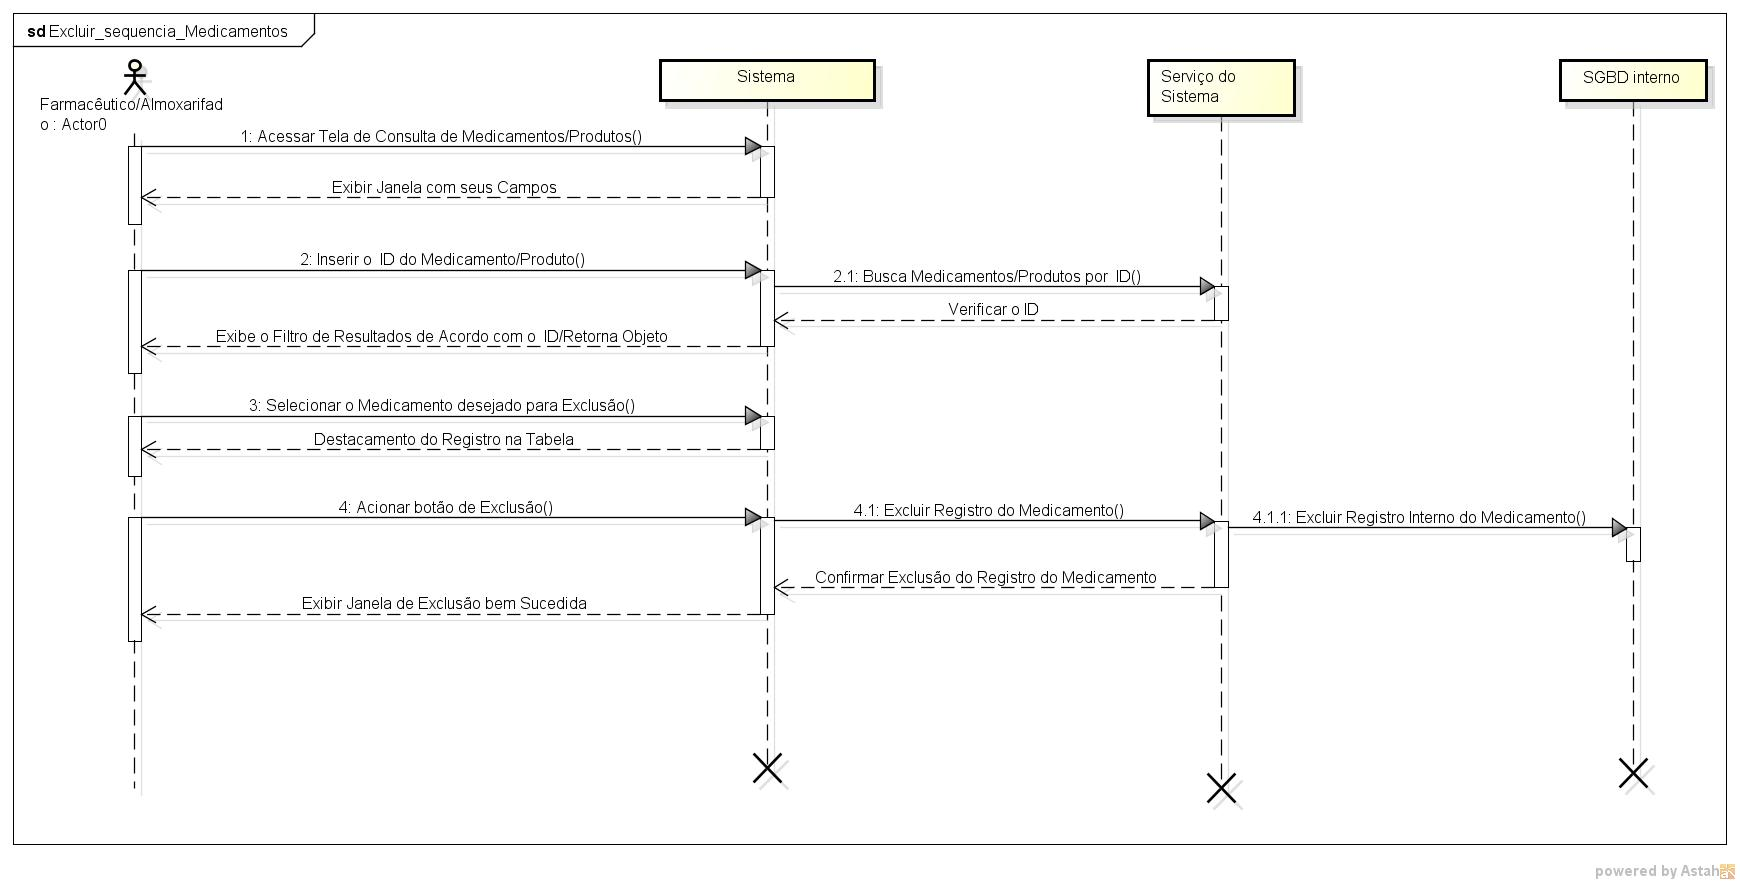 sd Excluir_sequencia_Medicamentos
Farmacêutico/Almoxarifad
o : Actor0
Sistema
Serviço do
Sistema
SGBD interno
1: Acessar Tela de Consulta de Medicamentos/Produtos()
Exibir Janela com seus Campos
2: Inserir o  ID do Medicamento/Produto()
2.1: Busca Medicamentos/Produtos por  ID()
Verificar o ID
Exibe o Filtro de Resultados de Acordo com o  ID/Retorna Objeto
3: Selecionar o Medicamento desejado para Exclusão()
Destacamento do Registro na Tabela
4: Acionar botão de Exclusão()
4.1: Excluir Registro do Medicamento()
4.1.1: Excluir Registro Interno do Medicamento()
Confirmar Exclusão do Registro do Medicamento
Exibir Janela de Exclusão bem Sucedida
powered by Astah